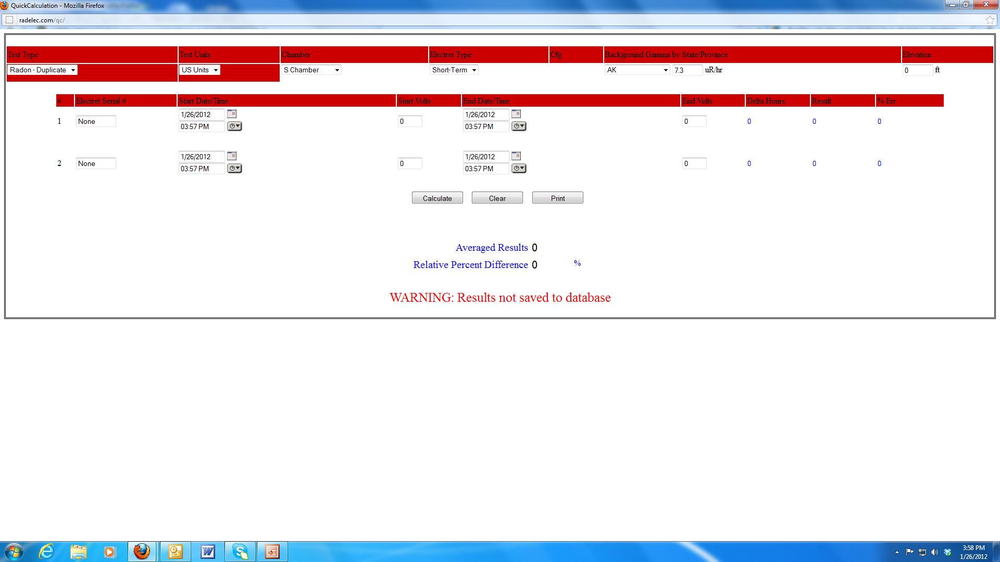 QuickCalculation - Mozilla Firefox
radelec.com/qc/
Test Type Test Units Chamber Electret Type Cfg Background Gamma by State/Province Elevation
Radon - Duplicate US Units S Chamber Short-Term AK 7.3 uR/hr 0 ft
# Electret Serial # Start Date/Time Start Volts End Date/Time End Volts Delta Hours. Result % Err
1/26/2012 1/26/2012
1 None 0 0 0 0 0
03:57 PM 03:57 PM
1/26/2012 1/26/2012
2 None 0 0 0 0 0
03:57 PM 03:57 PM
Calculate Clear Print
Averaged Results 0
Relative Percent Difference 0 %
WARNING: Results not saved to database
3:58 PM
1/26/2012